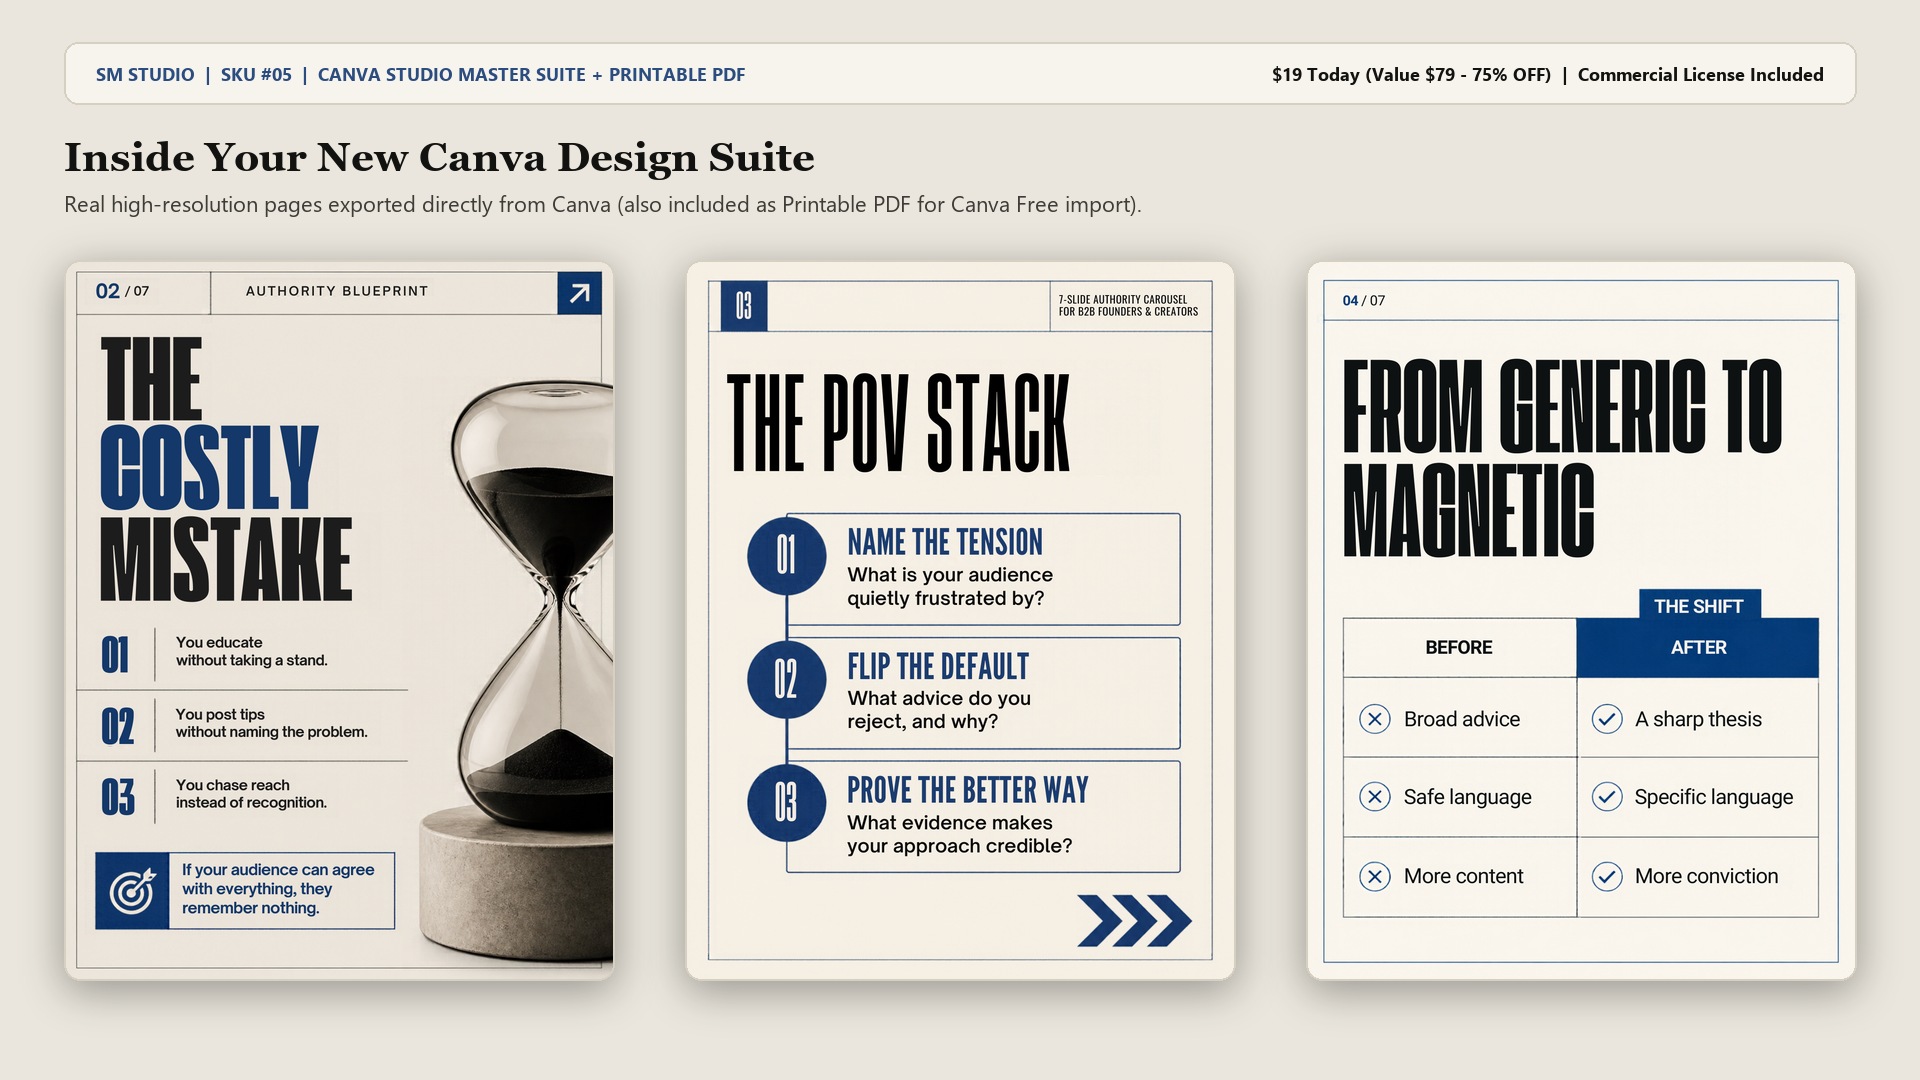 SM STUDIO | SKU #05 | CANVA STUDIO MASTER SUITE + PRINTABLE PDF
$19 Today (Value $79 - 75% OFF) | Commercial License Included
Inside Your New Canva Design Suite
Real high-resolution pages exported directly from Canva (also included as Printable PDF for Canva Free import).
02 / 07
AUTHORITY BLUEPRINT
THE
COSTLY
MISTAKE
01
You educate
without taking a stand.
02
You post tips
without naming the problem.
03
You chase reach
instead of recognition.
If your audience can agree
with everything, they
remember nothing.
03
7-SLIDE AUTHORITY CAROUSEL
FOR B2B FOUNDERS & CREATORS
THE POV STACK
01
NAME THE TENSION
What is your audience
quietly frustrated by?
02
FLIP THE DEFAULT
What advice do you
reject, and why?
03
PROVE THE BETTER WAY
What evidence makes
your approach credible?
04 / 07
FROM GENERIC TO
MAGNETIC
THE SHIFT
BEFORE
AFTER
Broad advice
A sharp thesis
Safe language
Specific language
More content
More conviction